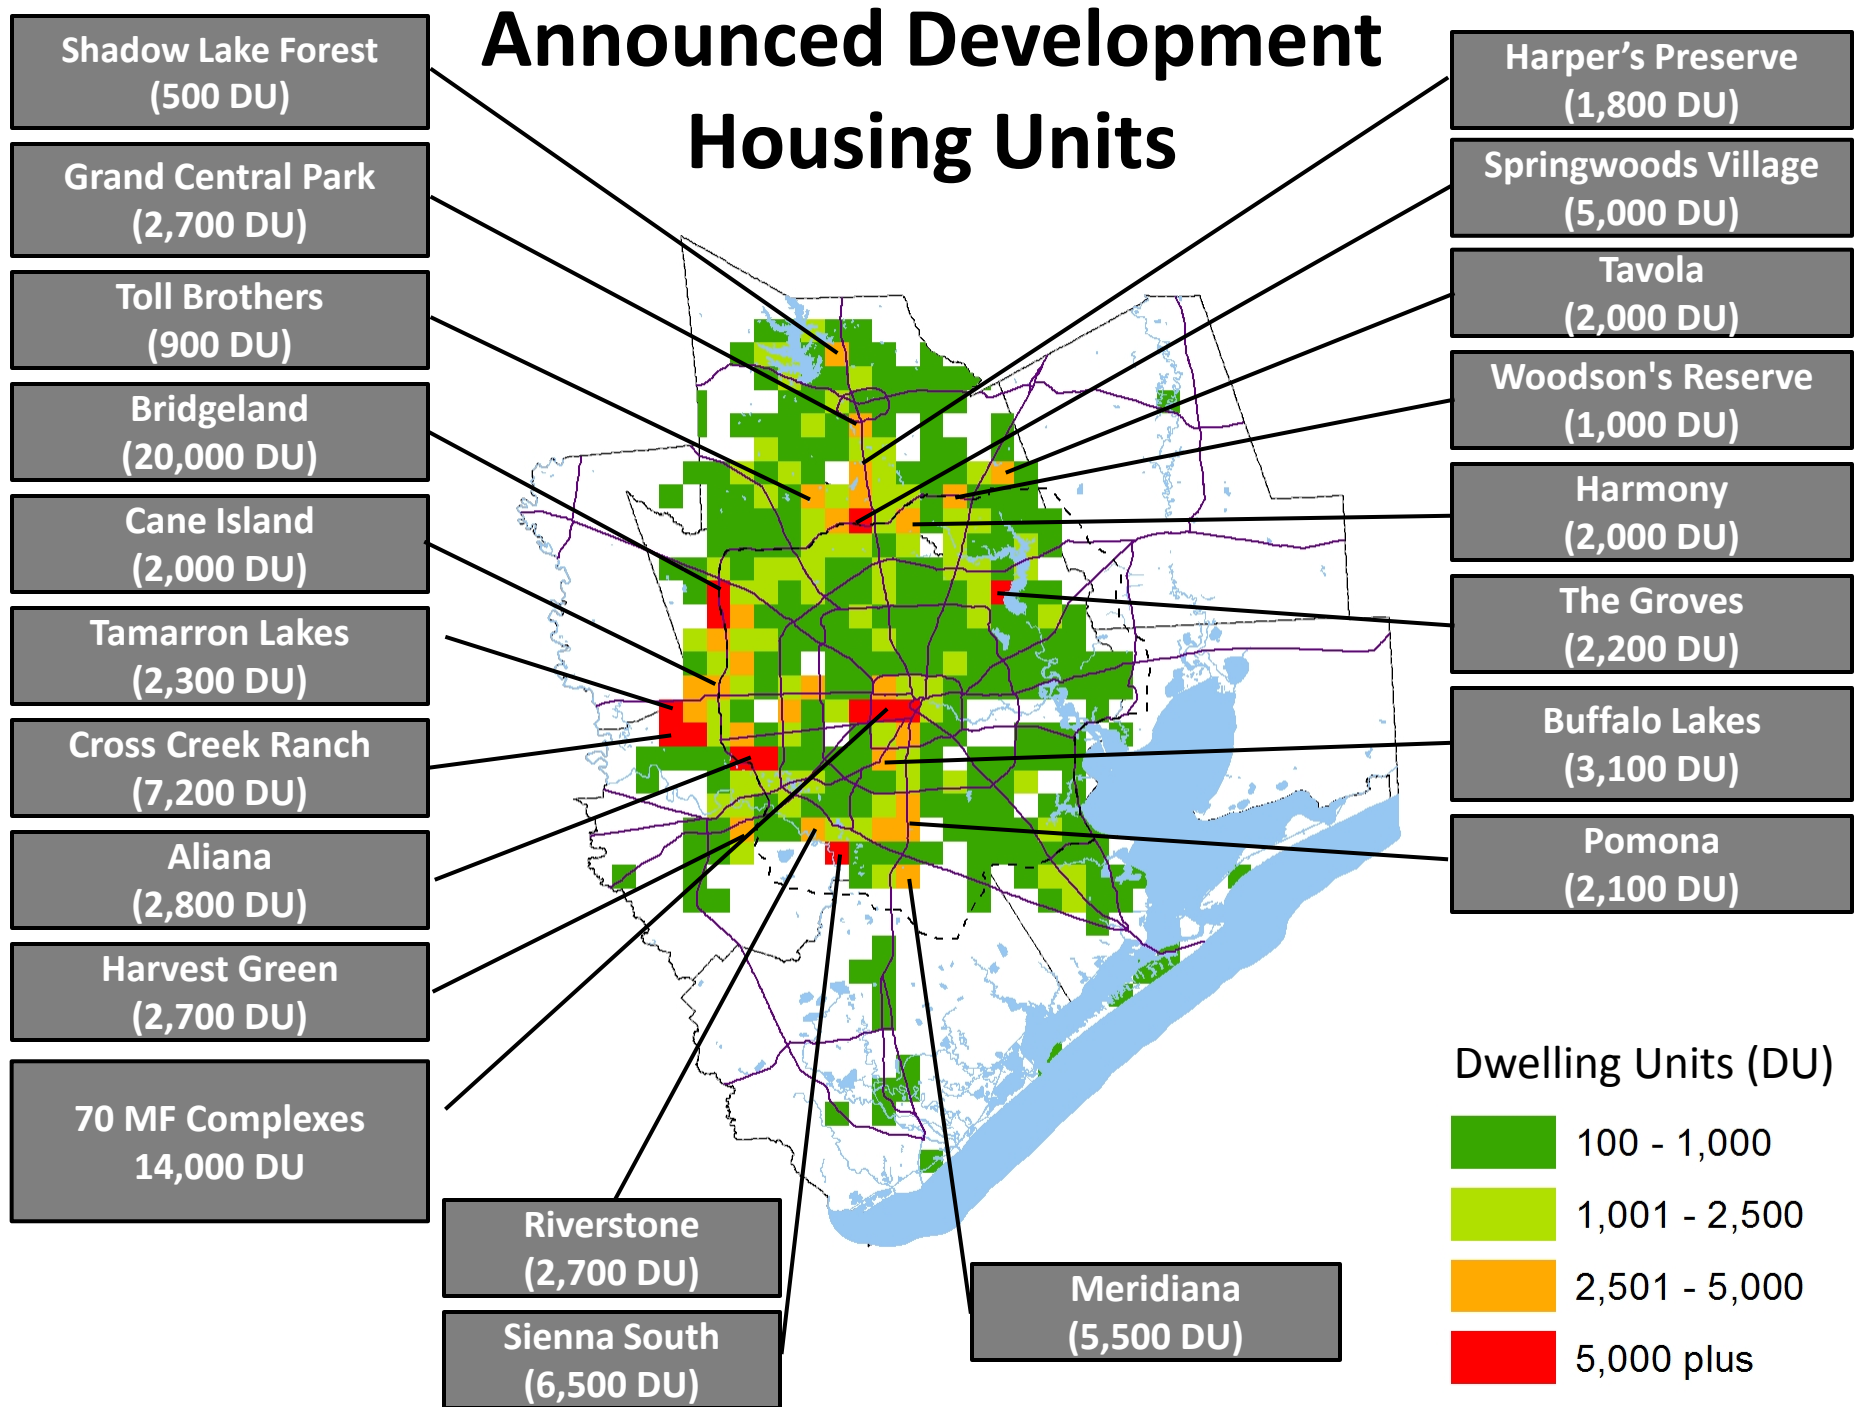 Announced Development
Housing Units
Shadow Lake Forest
(500 DU)
Grand Central Park
(2,700 DU)
Toll Brothers
(900 DU)
Bridgeland
(20,000 DU)
Cane Island
(2,000 DU)
Tamarron Lakes
(2,300 DU)
Cross Creek Ranch
(7,200 DU)
Aliana
(2,800 DU)
Harvest Green
(2,700 DU)
70 MF Complexes
14,000 DU
Riverstone
(2,700 DU)
Sienna South
(6,500 DU)
Meridiana
(5,500 DU)
Harper’s Preserve
(1,800 DU)
Springwoods Village
(5,000 DU)
Tavola
(2,000 DU)
Woodson's Reserve
(1,000 DU)
Harmony
(2,000 DU)
The Groves
(2,200 DU)
Buffalo Lakes
(3,100 DU)
Pomona
(2,100 DU)
Dwelling Units (DU)
100 - 1,000
1,001 - 2,500
2,501 - 5,000
5,000 plus